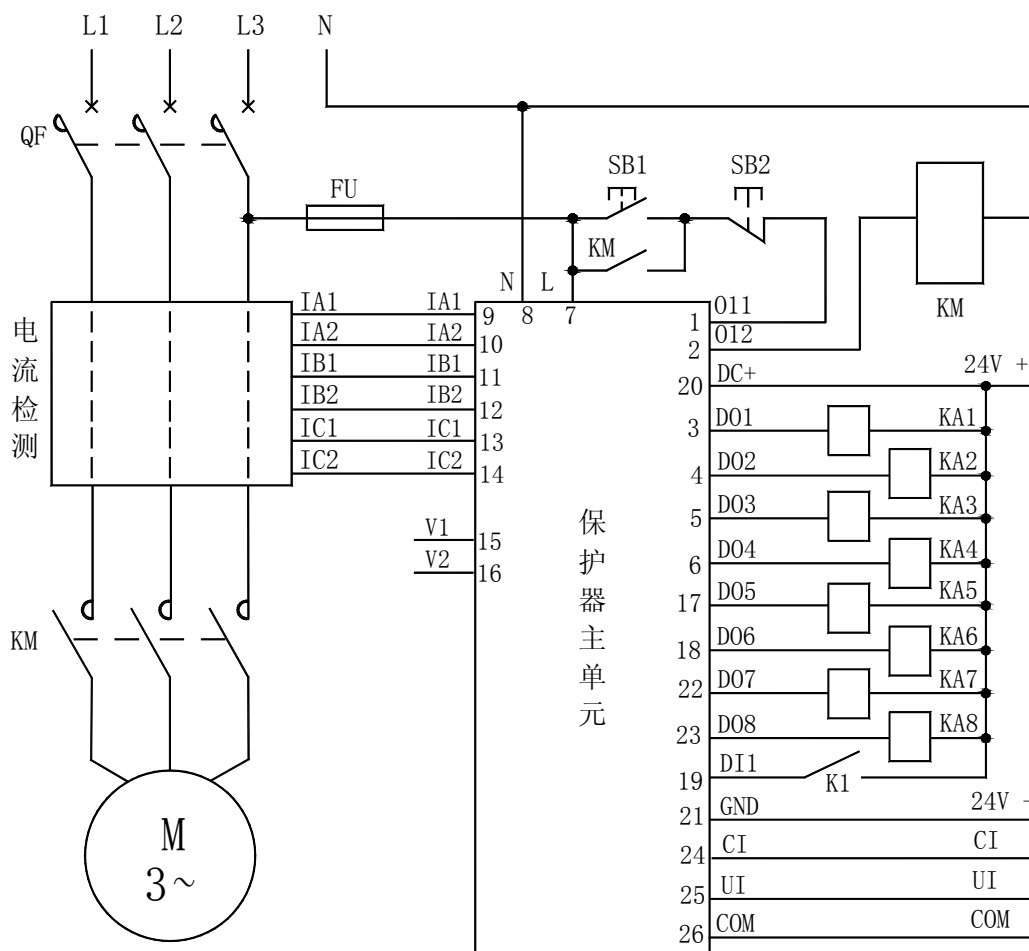 L1 L2 L3 N
QF
FU
SB1 SB2
KM
KM
N L
电流检测
IA1 IA1 9
IA2 IA2 10
IB1 IB1 11
IB2 IB2 12
IC1 IC1 13
IC2 IC2 14
8 7
V1 15
V2 16
保护器主单元
1 O11
2 O12
20 DC+ 24V +
3 DO1 KA1
4 DO2 KA2
5 DO3 KA3
6 DO4 KA4
17 DO5 KA5
18 DO6 KA6
22 DO7 KA7
23 DO8 KA8
19 DI1 K1
21 GND 24V -
24 CI CI
25 UI UI
26 COM COM
KM
M
3~